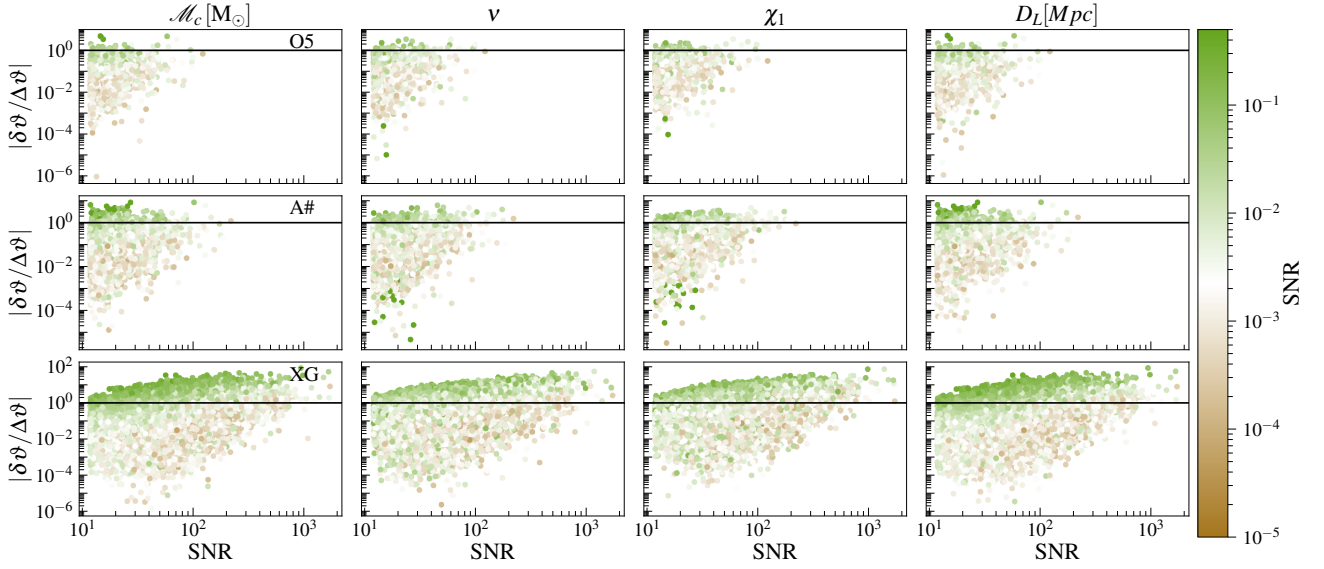 ℳc [M⊙] ν χ1 DL[Mpc]
O5
|δϑ/Δϑ| 10^0 10^-2 10^-4 10^-6
A#
|δϑ/Δϑ| 10^0 10^-2 10^-4
XG
|δϑ/Δϑ| 10^2 10^0 10^-2 10^-4 10^-6
10^1 10^2 10^3 10^1 10^2 10^3 10^1 10^2 10^3 10^1 10^2 10^3
SNR SNR SNR SNR
10^-1
10^-2
10^-3
10^-4
10^-5
SNR